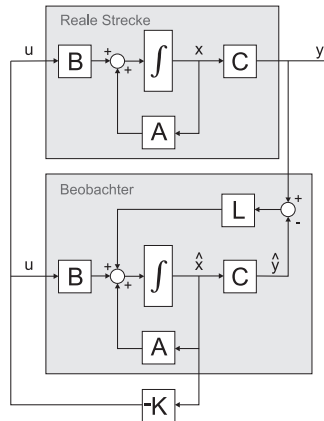 Reale Strecke
u
B
+
+
∫
x
C
y
A
Beobachter
L
+
-
u
B
+
+
∫
x̂
C
ŷ
A
-K